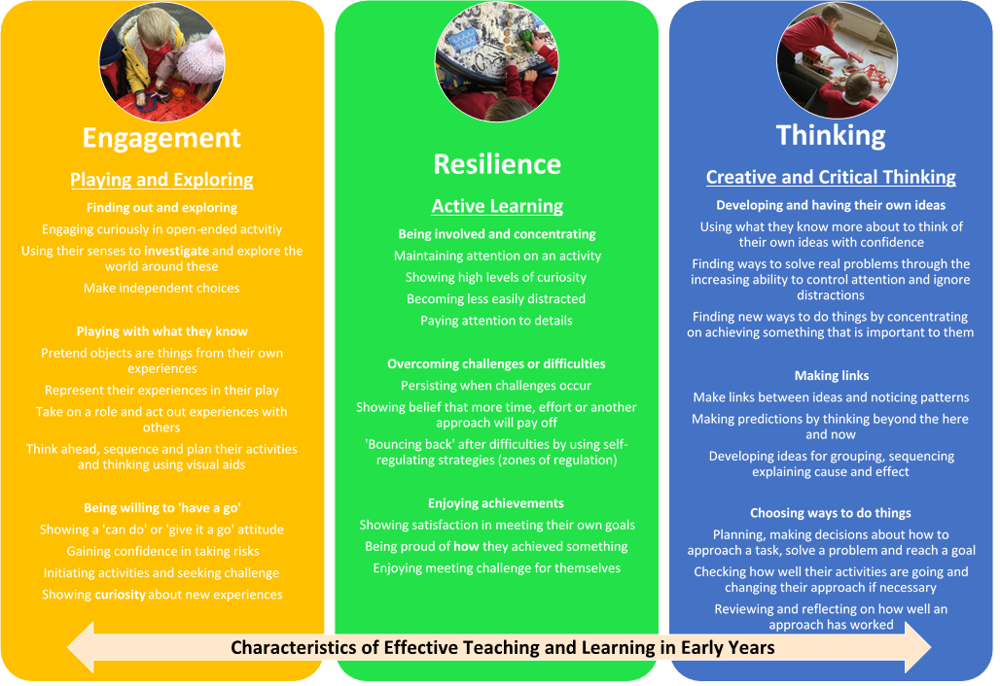 Engagement
Playing and Exploring
Finding out and exploring
Engaging curiously in open-ended actvitiy
Using their senses to investigate and explore the
world around these
Make independent choices
Playing with what they know
Pretend objects are things from their own
experiences
Represent their experiences in their play
Take on a role and act out experiences with
others
Think ahead, sequence and plan their activities
and thinking using visual aids
Being willing to 'have a go'
Showing a 'can do' or 'give it a go' attitude
Gaining confidence in taking risks
Initiating activities and seeking challenge
Showing curiosity about new experiences
Resilience
Active Learning
Being involved and concentrating
Maintaining attention on an activity
Showing high levels of curiosity
Becoming less easily distracted
Paying attention to details
Overcoming challenges or difficulties
Persisting when challenges occur
Showing belief that more time, effort or another
approach will pay off
'Bouncing back' after difficulties by using self-
regulating strategies (zones of regulation)
Enjoying achievements
Showing satisfaction in meeting their own goals
Being proud of how they achieved something
Enjoying meeting challenge for themselves
Thinking
Creative and Critical Thinking
Developing and having their own ideas
Using what they know more about to think of
their own ideas with confidence
Finding ways to solve real problems through the
increasing ability to control attention and ignore
distractions
Finding new ways to do things by concentrating
on achieving something that is important to them
Making links
Make links between ideas and noticing patterns
Making predictions by thinking beyond the here
and now
Developing ideas for grouping, sequencing
explaining cause and effect
Choosing ways to do things
Planning, making decisions about how to
approach a task, solve a problem and reach a goal
Checking how well their activities are going and
changing their approach if necessary
Reviewing and reflecting on how well an
approach has worked
Characteristics of Effective Teaching and Learning in Early Years